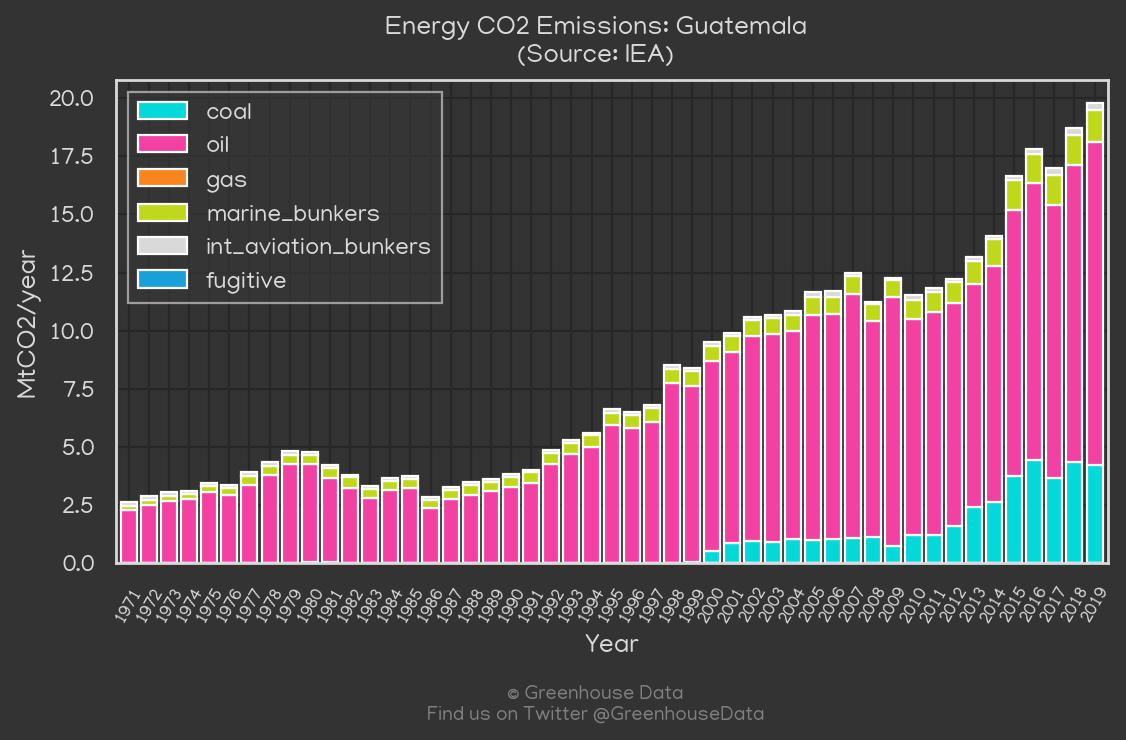 Energy CO2 Emissions: Guatemala
(Source: IEA)
coal
oil
gas
marine_bunkers
int_aviation_bunkers
fugitive
MtCO2/year
20.0
17.5
15.0
12.5
10.0
7.5
5.0
2.5
0.0
1971 1972 1973 1974 1975 1976 1977 1978 1979 1980 1981 1982 1983 1984 1985 1986 1987 1988 1989 1990 1991 1992 1993 1994 1995 1996 1997 1998 1999 2000 2001 2002 2003 2004 2005 2006 2007 2008 2009 2010 2011 2012 2013 2014 2015 2016 2017 2018 2019
Year
© Greenhouse Data
Find us on Twitter @GreenhouseData